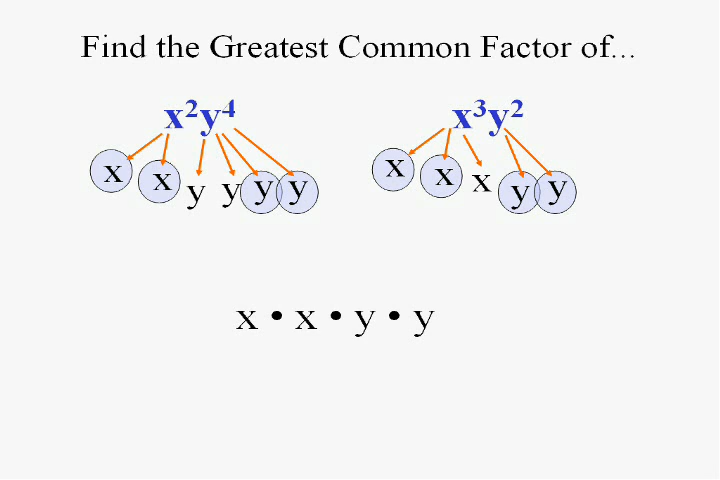 Find the Greatest Common Factor of...
x²y⁴ x³y²
x x y y y y x x x y y
x • x • y • y